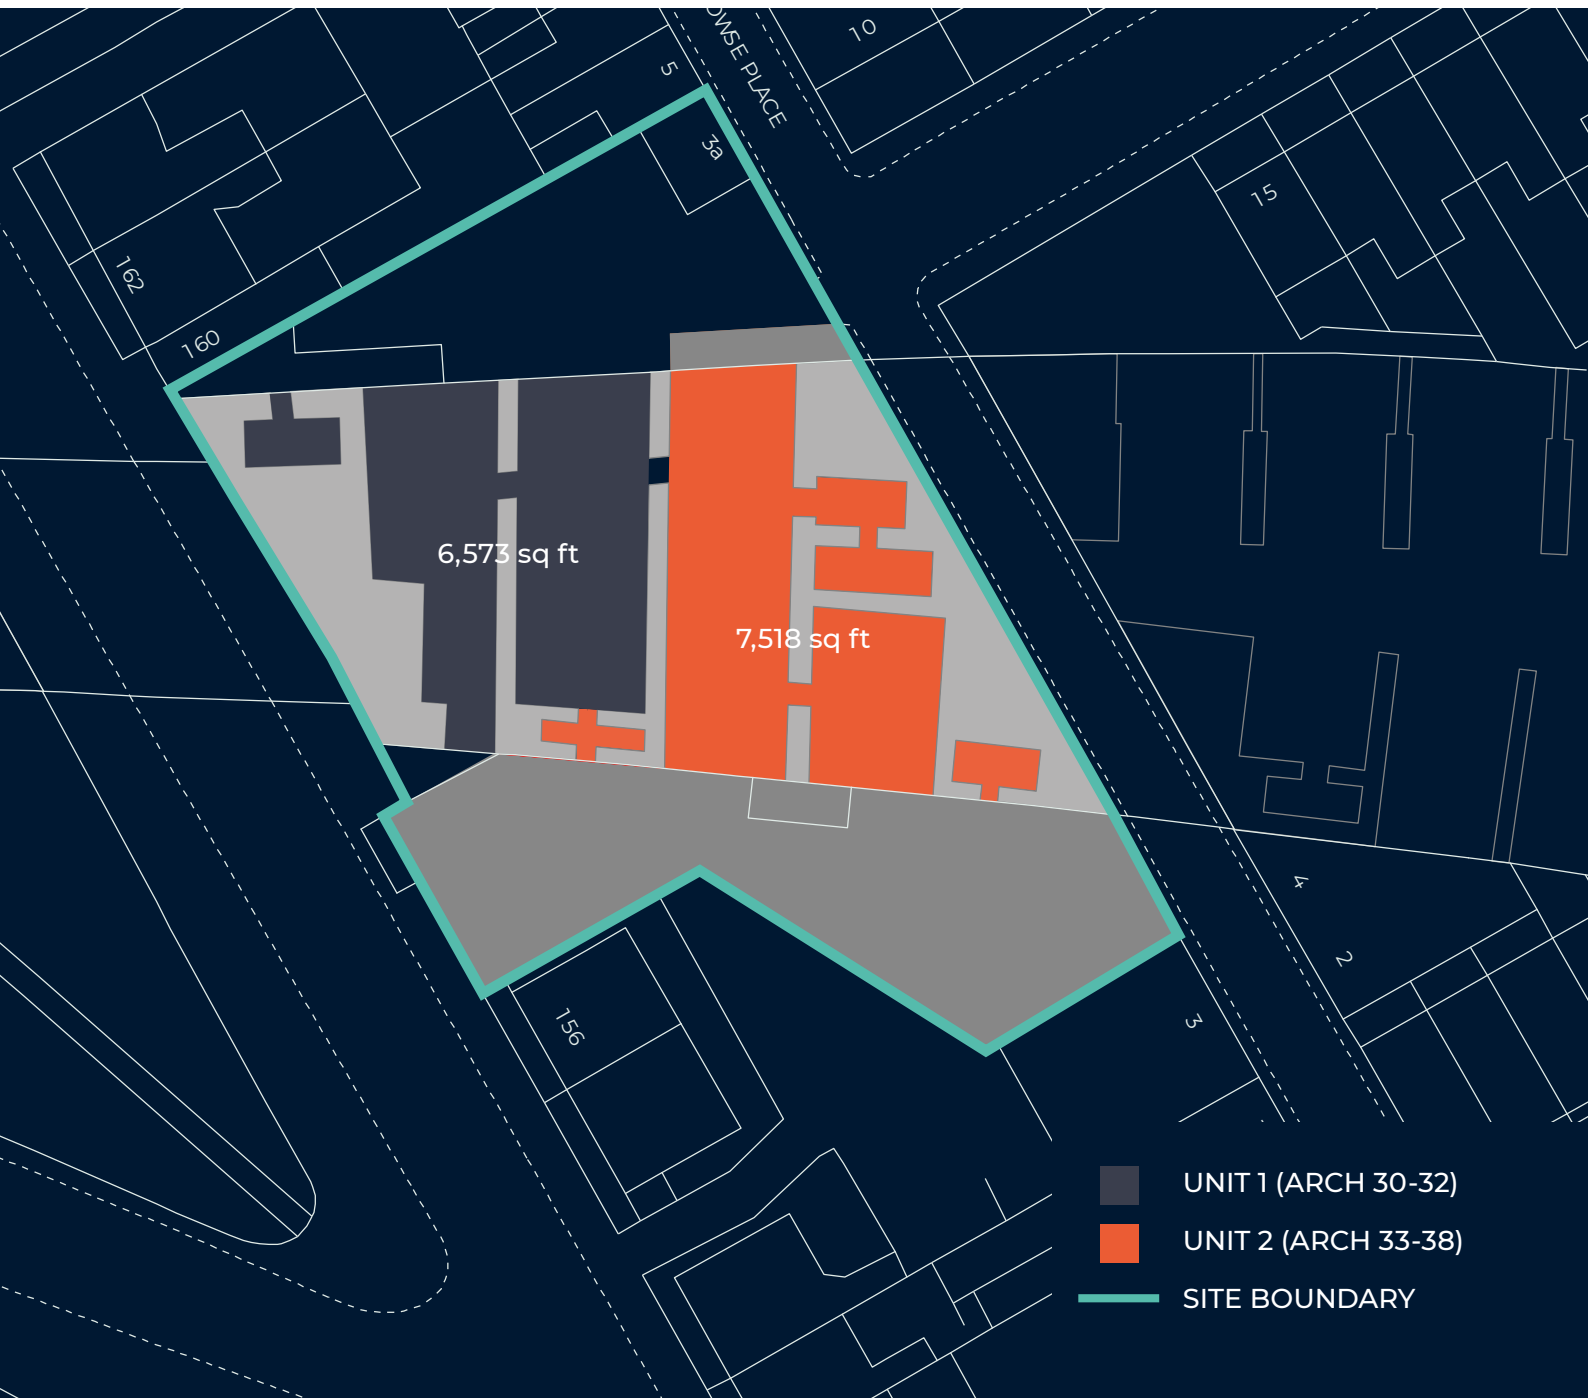 OWSE PLACE
10
5
3a
15
162
160
6,573 sq ft
7,518 sq ft
4
2
3
156
UNIT 1 (ARCH 30-32)
UNIT 2 (ARCH 33-38)
SITE BOUNDARY